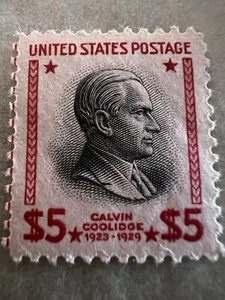 UNITED STATES POSTAGE
$5 CALVIN $5
COOLIDGE
1923-1929